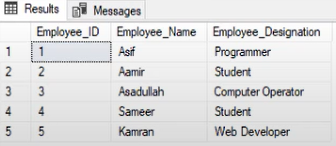 Results Messages
Employee_ID Employee_Name Employee_Designation
1 1 Asif Programmer
2 2 Aamir Student
3 3 Asadullah Computer Operator
4 4 Sameer Student
5 5 Kamran Web Developer